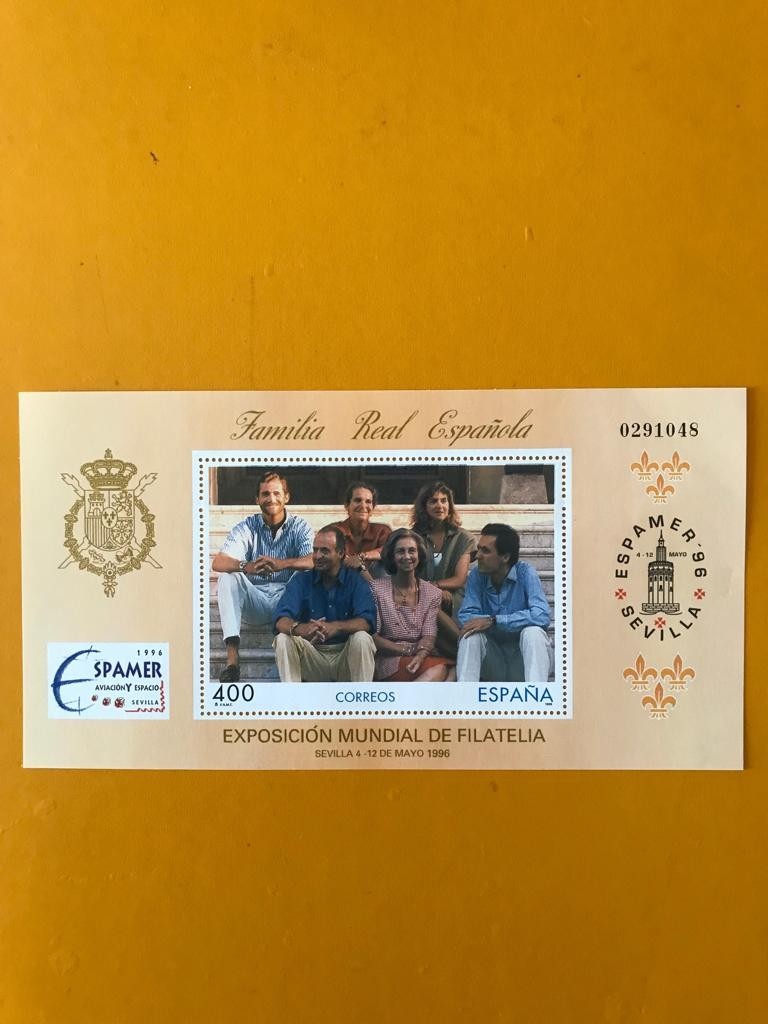 Familia Real Española
0291048
ESPAMER '96
4-12 MAYO
SEVILLA
1996
ESPAMER
AVIACIÓN Y ESPACIO
SEVILLA
400 CORREOS ESPAÑA
EXPOSICIÓN MUNDIAL DE FILATELIA
SEVILLA 4-12 DE MAYO 1996